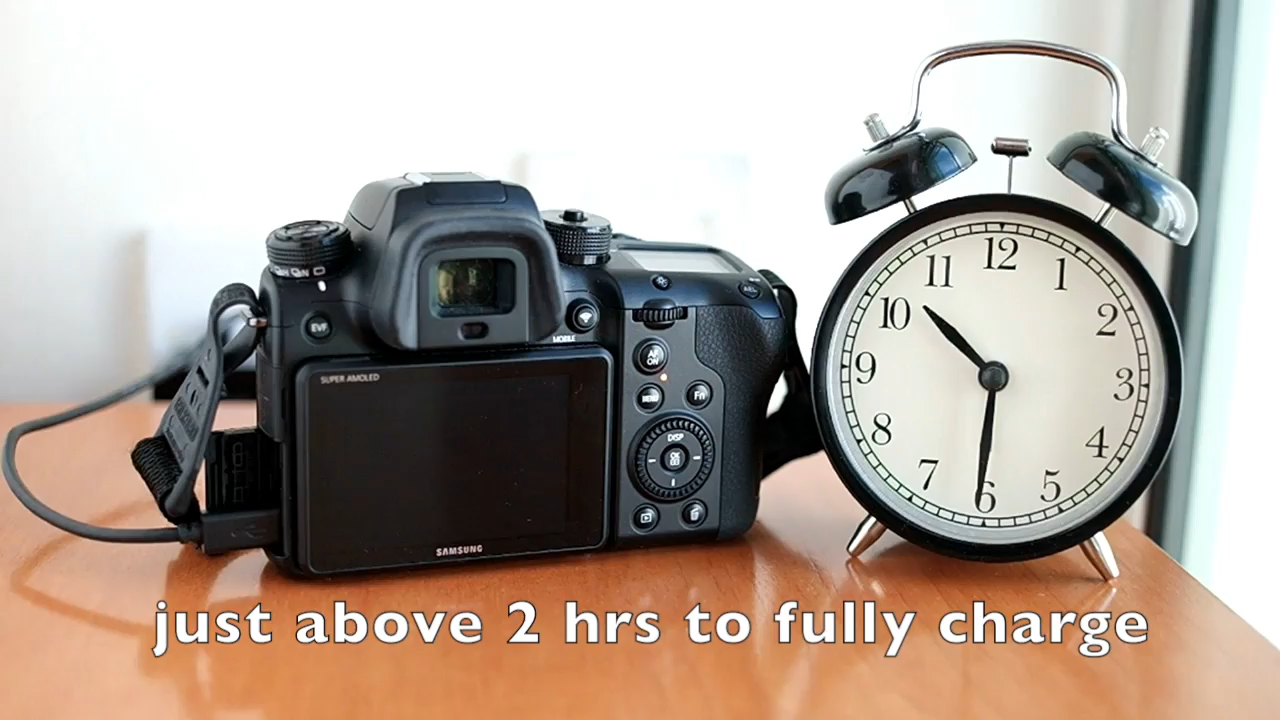 12
11
1
10
2
9
3
8
4
7
5
6
EVF
MOBILE
AEL
AF
ON
SUPER AMOLED
MENU
Fn
DISP
OK
SAMSUNG
just above 2 hrs to fully charge